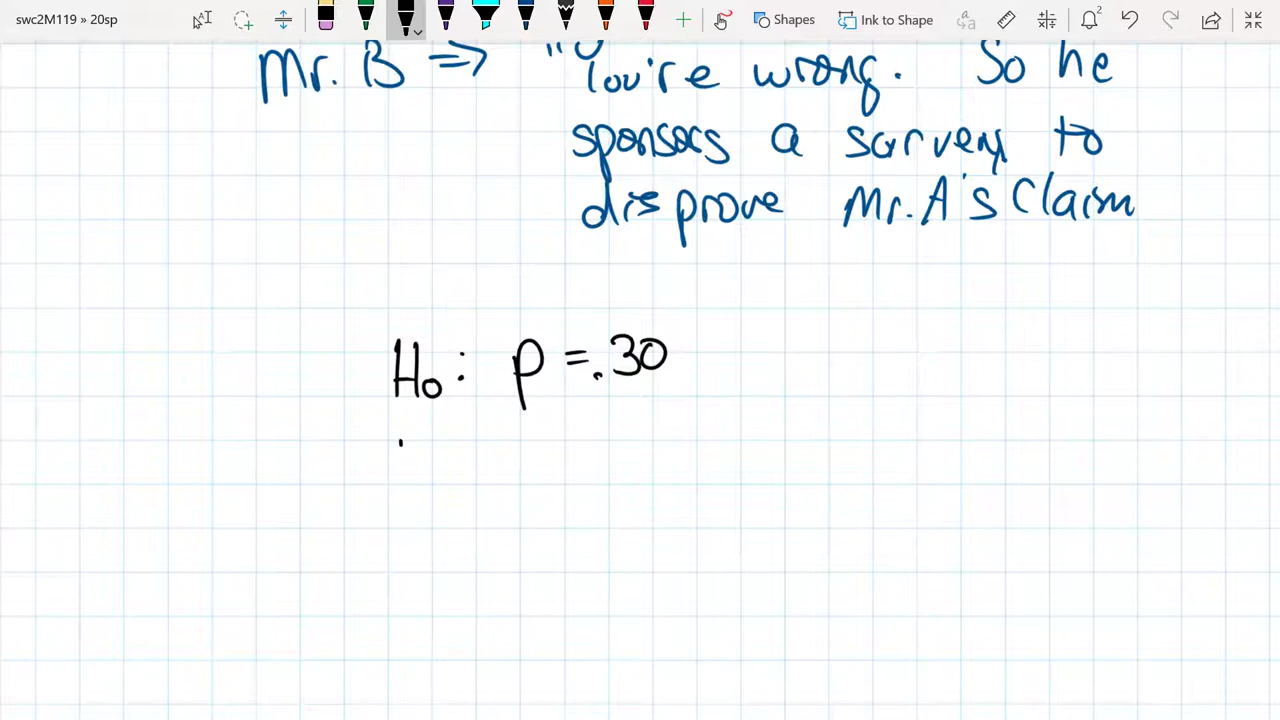 swc2M119 » 20sp
Shapes
Ink to Shape
2
Mr. B ⇒ "You're wrong. So he
sponsors a survey to
disprove Mr. A's Claim
H₀: p = .30